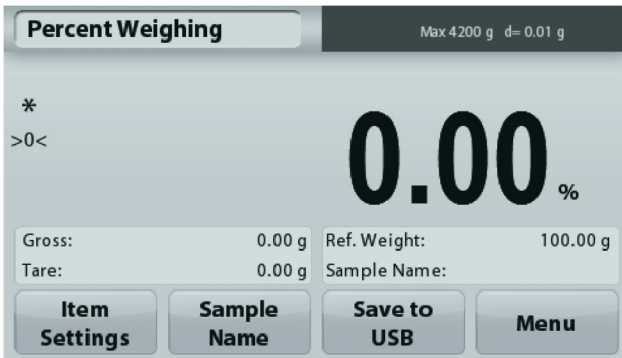 Percent Weighing
Max 4200 g d= 0.01 g
*
>0<
0.00 %
Gross: 0.00 g
Tare: 0.00 g
Ref. Weight: 100.00 g
Sample Name:
Item
Settings
Sample
Name
Save to
USB
Menu